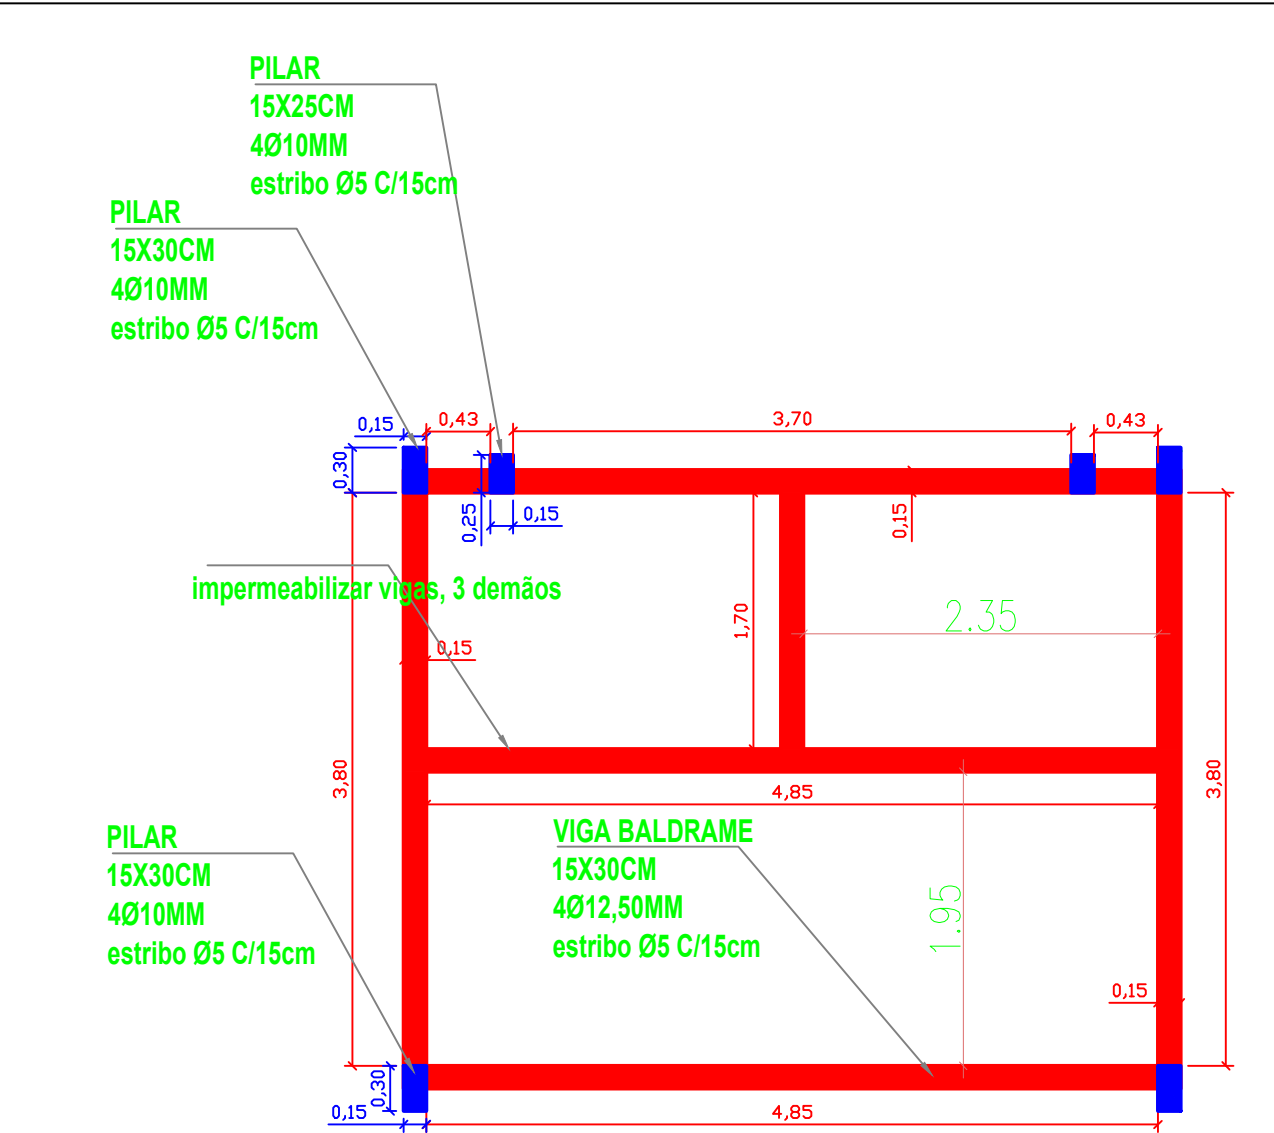 PILAR
15X25CM
4Ø10MM
estribo Ø5 C/15cm
PILAR
15X30CM
4Ø10MM
estribo Ø5 C/15cm
0,15
0,43
3,70
0,43
0,30
0,25
0,15
0,15
impermeabilizar vigas, 3 demãos
1,70
2.35
0,15
3,80
4,85
3,80
PILAR
15X30CM
4Ø10MM
estribo Ø5 C/15cm
VIGA BALDRAME
15X30CM
4Ø12,50MM
estribo Ø5 C/15cm
1.95
0,15
0,30
0,15
4,85